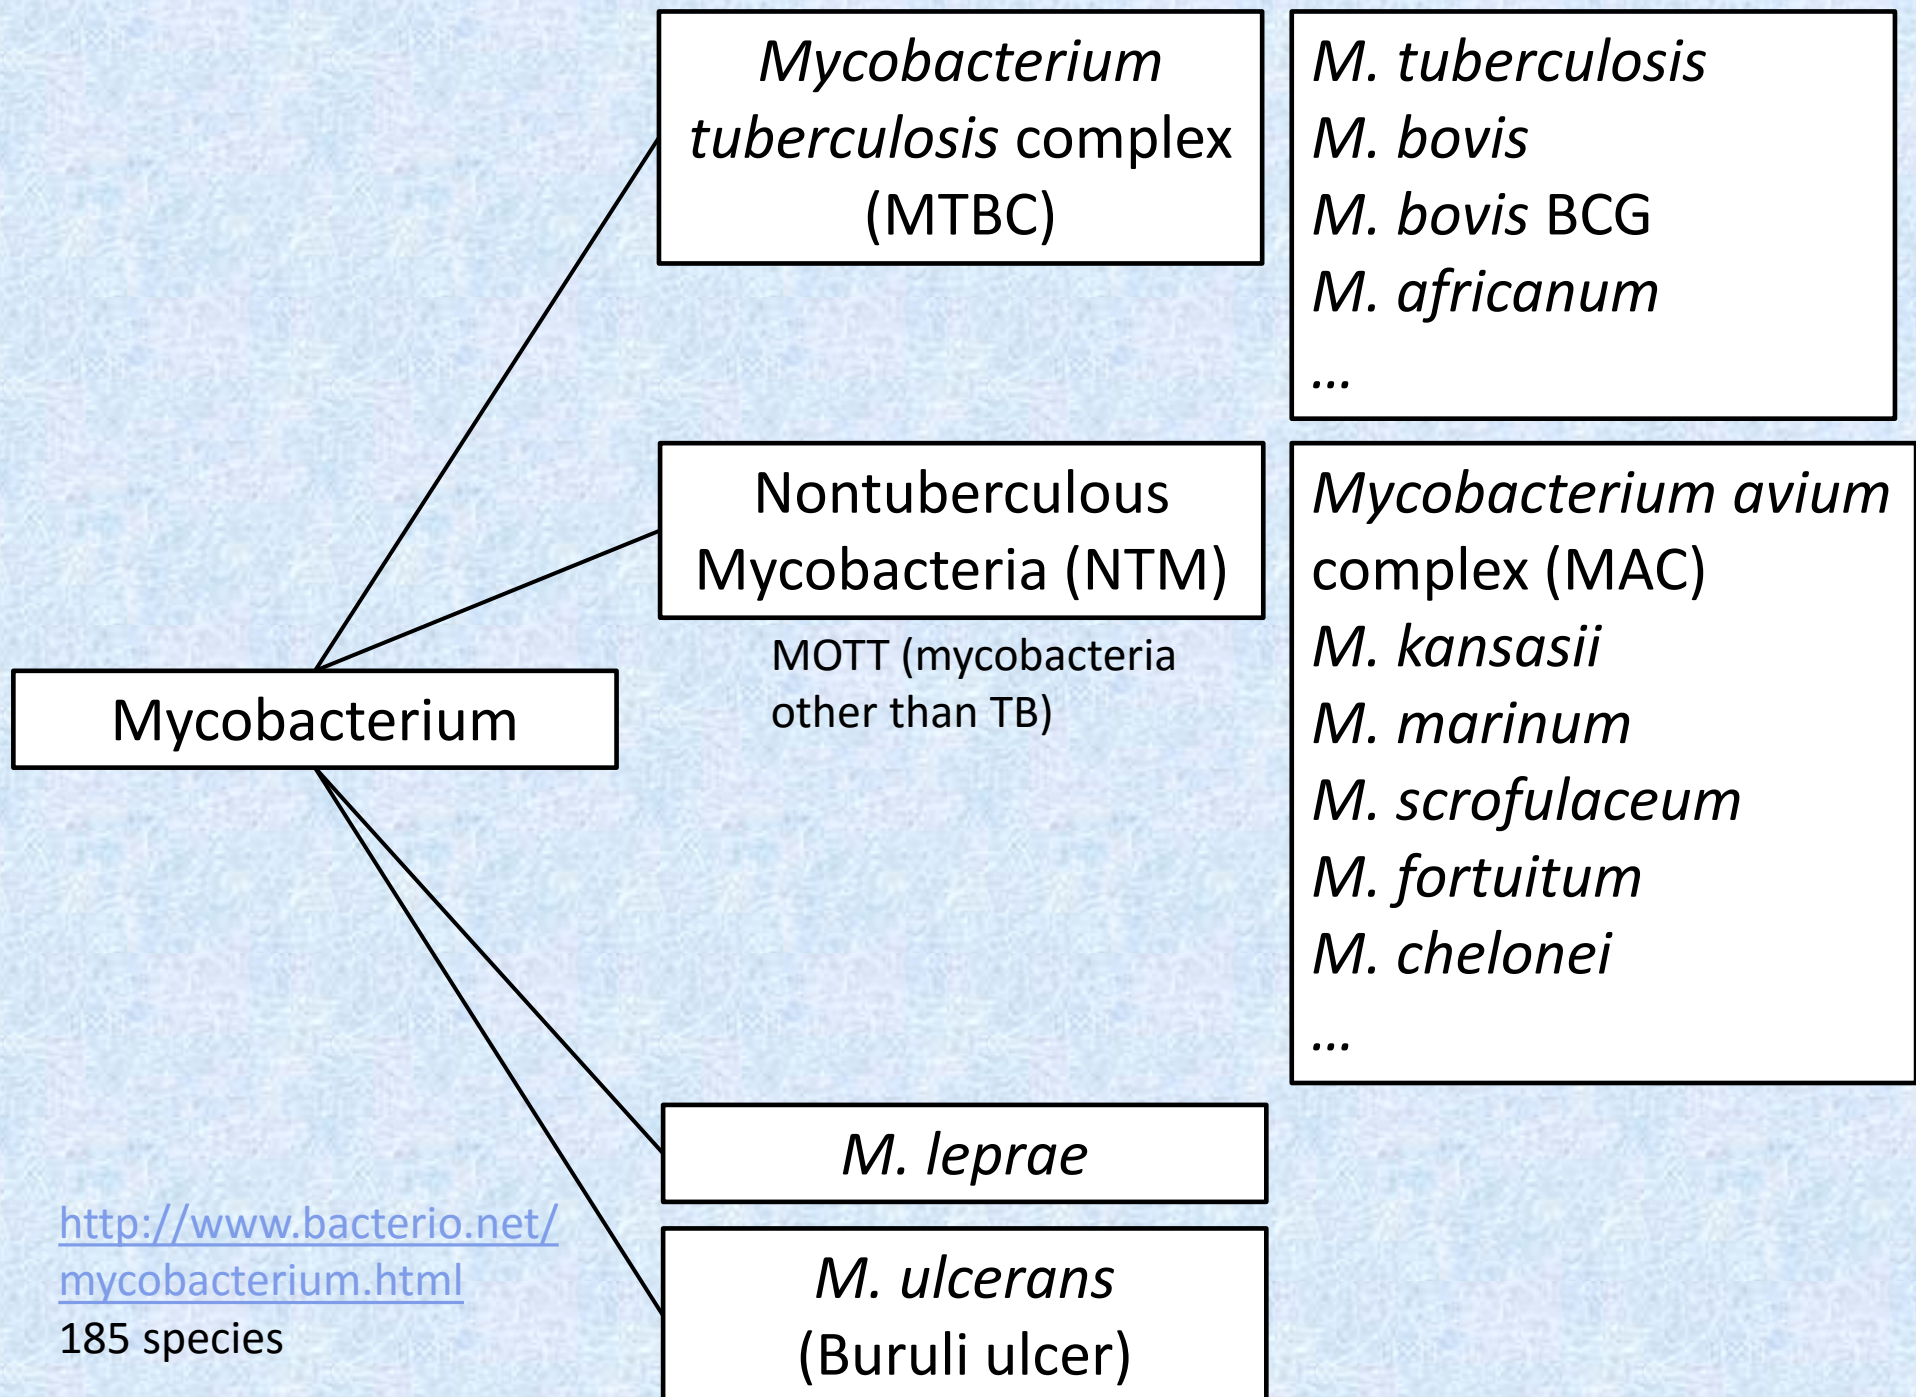 Mycobacterium
tuberculosis complex
(MTBC)
M. tuberculosis
M. bovis
M. bovis BCG
M. africanum
...
Nontuberculous
Mycobacteria (NTM)
MOTT (mycobacteria
other than TB)
Mycobacterium avium
complex (MAC)
M. kansasii
M. marinum
M. scrofulaceum
M. fortuitum
M. chelonei
...
Mycobacterium
M. leprae
M. ulcerans
(Buruli ulcer)
http://www.bacterio.net/
mycobacterium.html
185 species